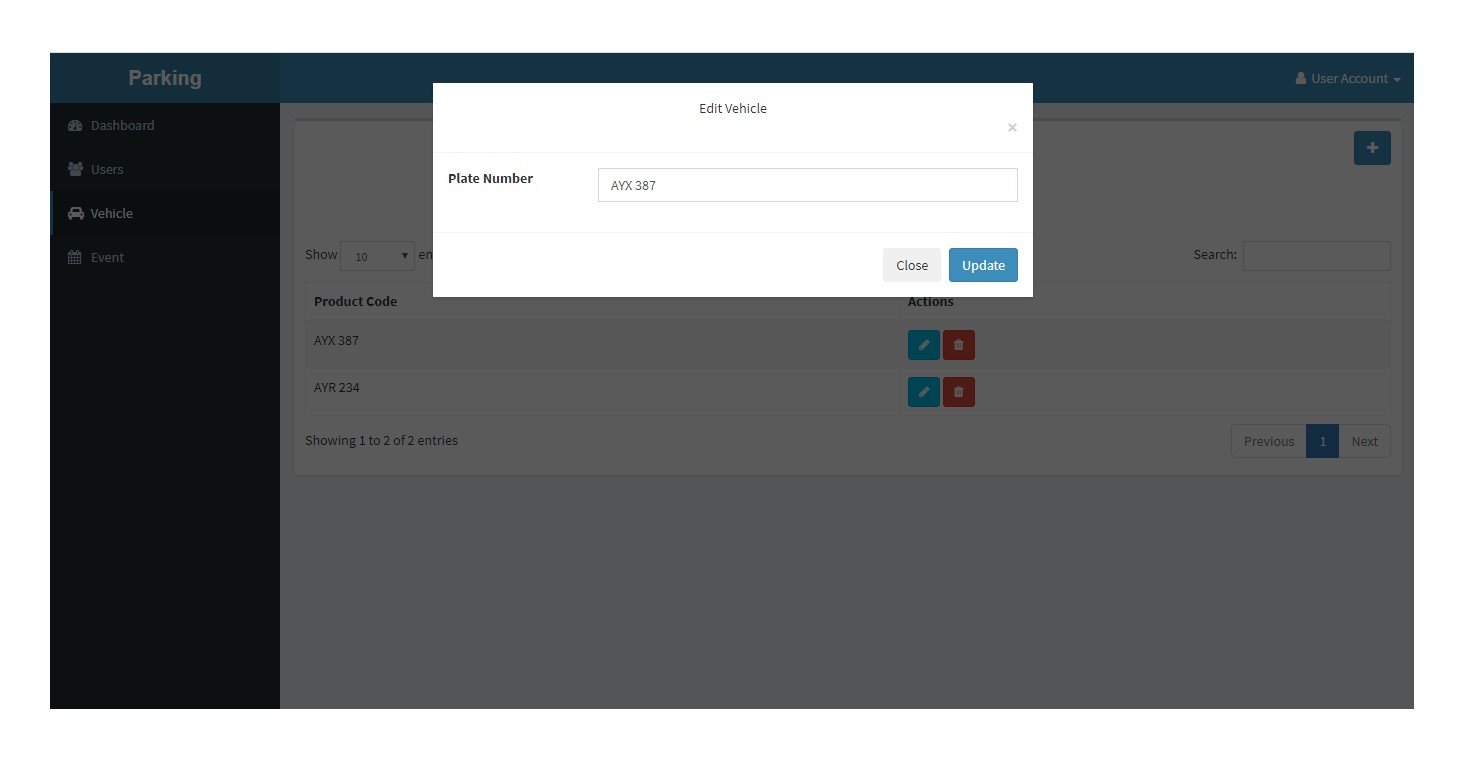 Parking
User Account
Edit Vehicle
×
Dashboard
Users
Vehicle
Event
Plate Number
AYX 387
Close
Update
Show 10 en
Search:
Product Code
Actions
AYX 387
AYR 234
Showing 1 to 2 of 2 entries
Previous 1 Next